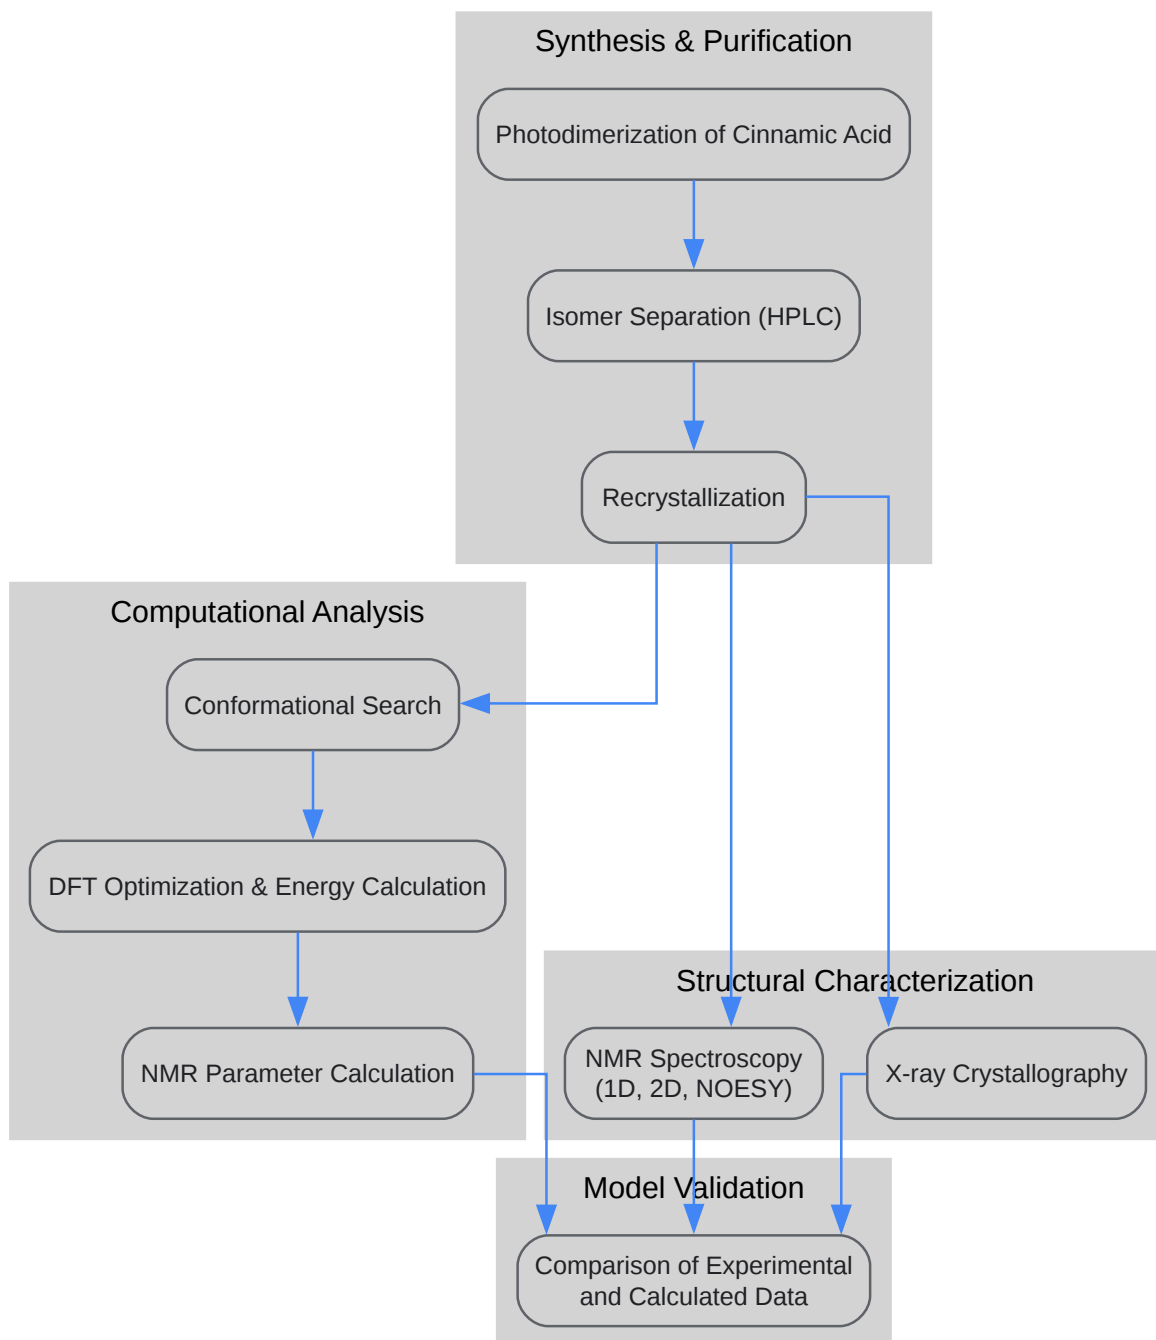 Synthesis & Purification
Photodimerization of Cinnamic Acid
Isomer Separation (HPLC)
Recrystallization
Computational Analysis
Conformational Search
DFT Optimization & Energy Calculation
NMR Parameter Calculation
Structural Characterization
NMR Spectroscopy
(1D, 2D, NOESY)
X-ray Crystallography
Model Validation
Comparison of Experimental
and Calculated Data